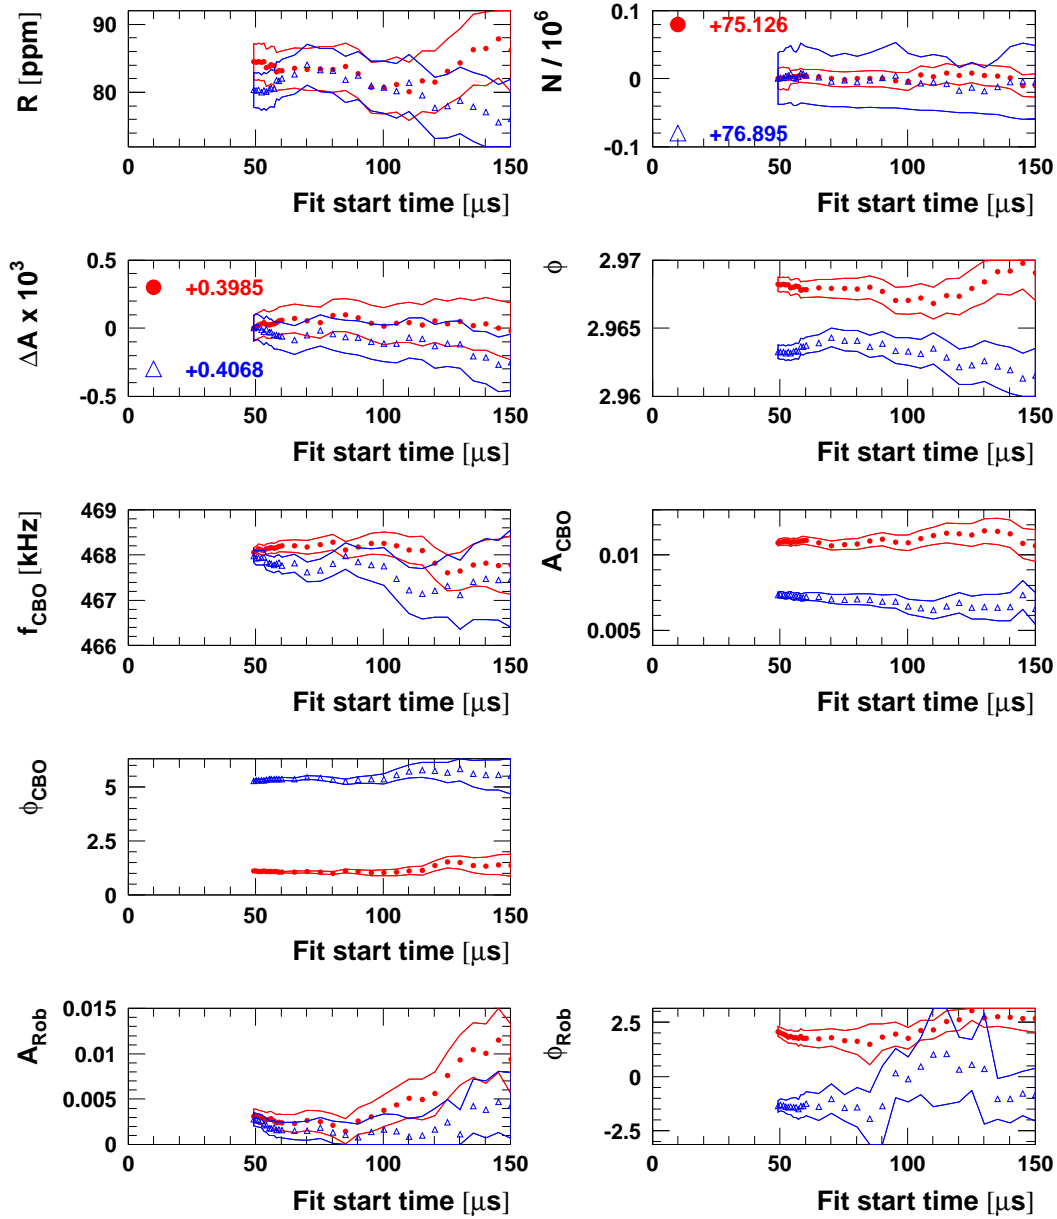 R [ppm]
90
80
0 50 100 150
Fit start time [μs]
N / 10^6
0.1
0
-0.1
+75.126
+76.895
0 50 100 150
Fit start time [μs]
ΔA x 10^3
0.5
0
-0.5
+0.3985
+0.4068
0 50 100 150
Fit start time [μs]
ϕ
2.97
2.965
2.96
0 50 100 150
Fit start time [μs]
f_CBO [kHz]
469
468
467
466
0 50 100 150
Fit start time [μs]
A_CBO
0.01
0.005
0 50 100 150
Fit start time [μs]
ϕ_CBO
5
2.5
0
0 50 100 150
Fit start time [μs]
A_Rob
0.015
0.01
0.005
0
0 50 100 150
Fit start time [μs]
ϕ_Rob
2.5
0
-2.5
0 50 100 150
Fit start time [μs]